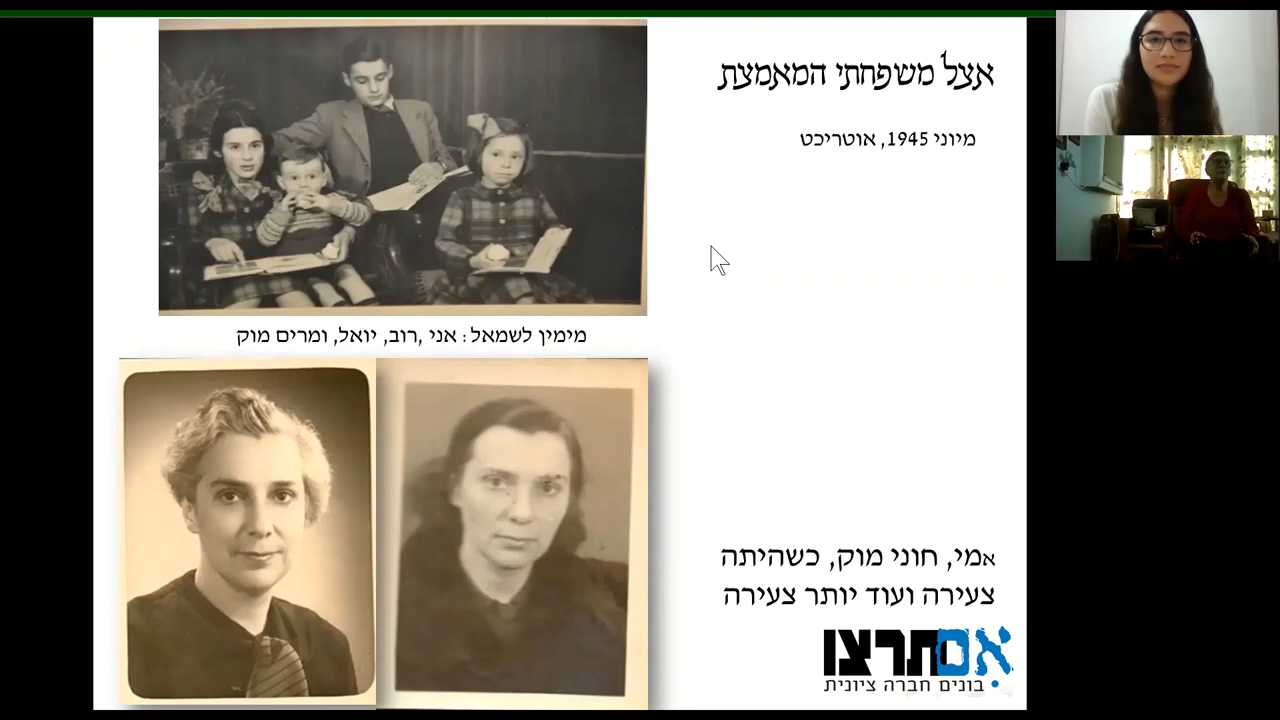 אצל משפחתי המאמצת
מיוני 1945, אוטריכט
מימין לשמאל: אני ,רוב, יואל, ומרים מוק
אמי, חוני מוק, כשהיתה
צעירה ועוד יותר צעירה
אם תרצו
בונים חברה ציונית